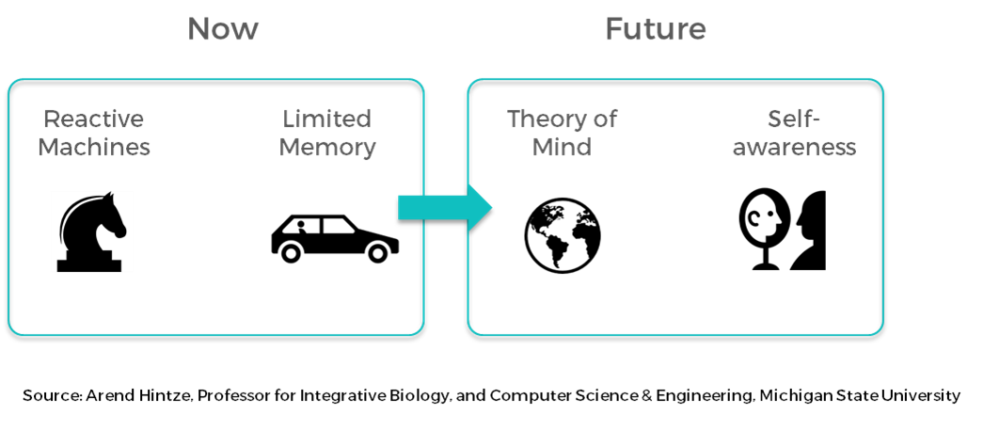 Now
Future
Reactive
Machines
Limited
Memory
Theory of
Mind
Self-
awareness
Source: Arend Hintze, Professor for Integrative Biology, and Computer Science & Engineering, Michigan State University